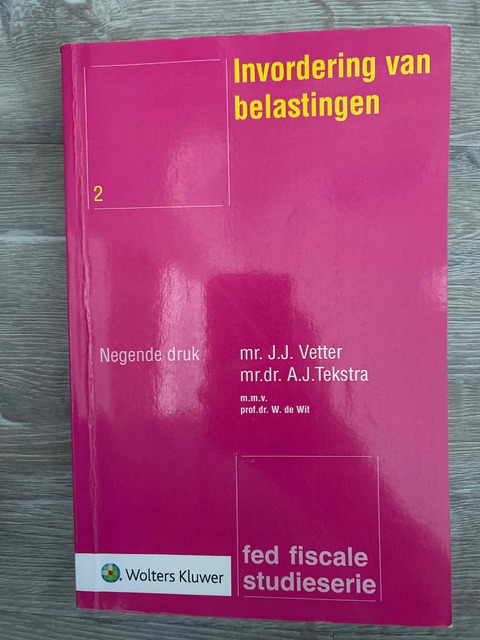 Invordering van
belastingen
2
Negende druk
mr. J.J. Vetter
mr.dr. A.J.Tekstra
m.m.v.
prof.dr. W. de Wit
fed fiscale
studieserie
Wolters Kluwer